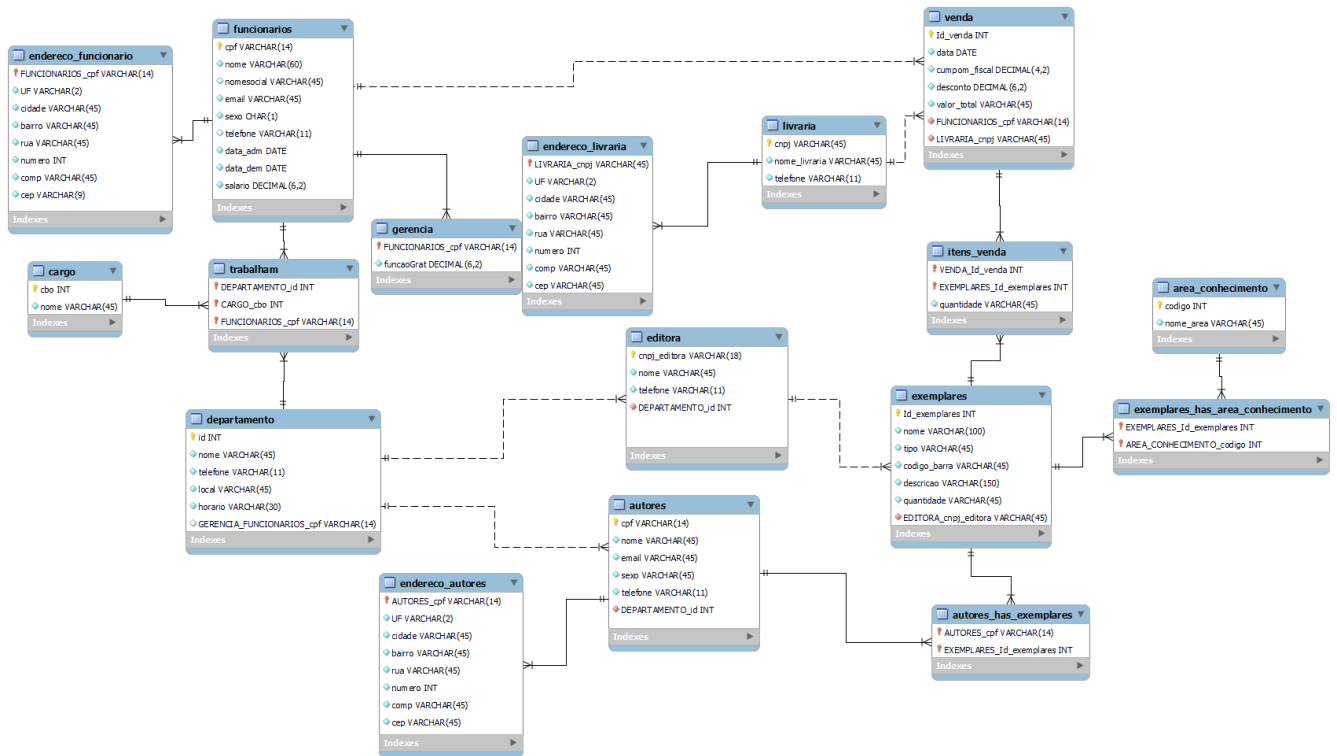 funcionarios
cpf VARCHAR(14)
nome VARCHAR(60)
nomesocial VARCHAR(45)
email VARCHAR(45)
sexo CHAR(1)
telefone VARCHAR(11)
data_adm DATE
data_dem DATE
salario DECIMAL(6,2)
Indexes
venda
Id_venda INT
data DATE
cumpom_fiscal DECIMAL(4,2)
desconto DECIMAL(6,2)
valor_total VARCHAR(45)
FUNCIONARIOS_cpf VARCHAR(14)
LIVRARIA_cnpj VARCHAR(45)
Indexes
endereco_funcionario
FUNCIONARIOS_cpf VARCHAR(14)
UF VARCHAR(2)
cidade VARCHAR(45)
bairro VARCHAR(45)
rua VARCHAR(45)
numero INT
comp VARCHAR(45)
cep VARCHAR(9)
Indexes
livraria
cnpj VARCHAR(45)
nome_livraria VARCHAR(45)
telefone VARCHAR(11)
Indexes
endereco_livraria
LIVRARIA_cnpj VARCHAR(45)
UF VARCHAR(2)
cidade VARCHAR(45)
bairro VARCHAR(45)
rua VARCHAR(45)
numero INT
comp VARCHAR(45)
cep VARCHAR(45)
Indexes
gerencia
FUNCIONARIOS_cpf VARCHAR(14)
funcaoGrat DECIMAL(6,2)
Indexes
cargo
cbo INT
nome VARCHAR(45)
Indexes
trabalham
DEPARTAMENTO_id INT
CARGO_cbo INT
FUNCIONARIOS_cpf VARCHAR(14)
Indexes
itens_venda
VENDA_Id_venda INT
EXEMPLARES_Id_exemplares INT
quantidade VARCHAR(45)
Indexes
area_conhecimento
codigo INT
nome_area VARCHAR(45)
Indexes
editora
cnpj_editora VARCHAR(18)
nome VARCHAR(45)
telefone VARCHAR(11)
DEPARTAMENTO_id INT
Indexes
exemplares
Id_exemplares INT
nome VARCHAR(100)
tipo VARCHAR(45)
codigo_barra VARCHAR(45)
descricao VARCHAR(150)
quantidade VARCHAR(45)
EDITORA_cnpj_editora VARCHAR(45)
Indexes
exemplares_has_area_conhecimento
EXEMPLARES_Id_exemplares INT
AREA_CONHECIMENTO_codigo INT
Indexes
departamento
id INT
nome VARCHAR(45)
telefone VARCHAR(11)
local VARCHAR(45)
horario VARCHAR(30)
GERENCIA_FUNCIONARIOS_cpf VARCHAR(14)
Indexes
autores
cpf VARCHAR(14)
nome VARCHAR(45)
email VARCHAR(45)
sexo VARCHAR(45)
telefone VARCHAR(11)
DEPARTAMENTO_id INT
Indexes
endereco_autores
AUTORES_cpf VARCHAR(14)
UF VARCHAR(2)
cidade VARCHAR(45)
bairro VARCHAR(45)
rua VARCHAR(45)
numero INT
comp VARCHAR(45)
cep VARCHAR(45)
Indexes
autores_has_exemplares
AUTORES_cpf VARCHAR(14)
EXEMPLARES_Id_exemplares INT
Indexes